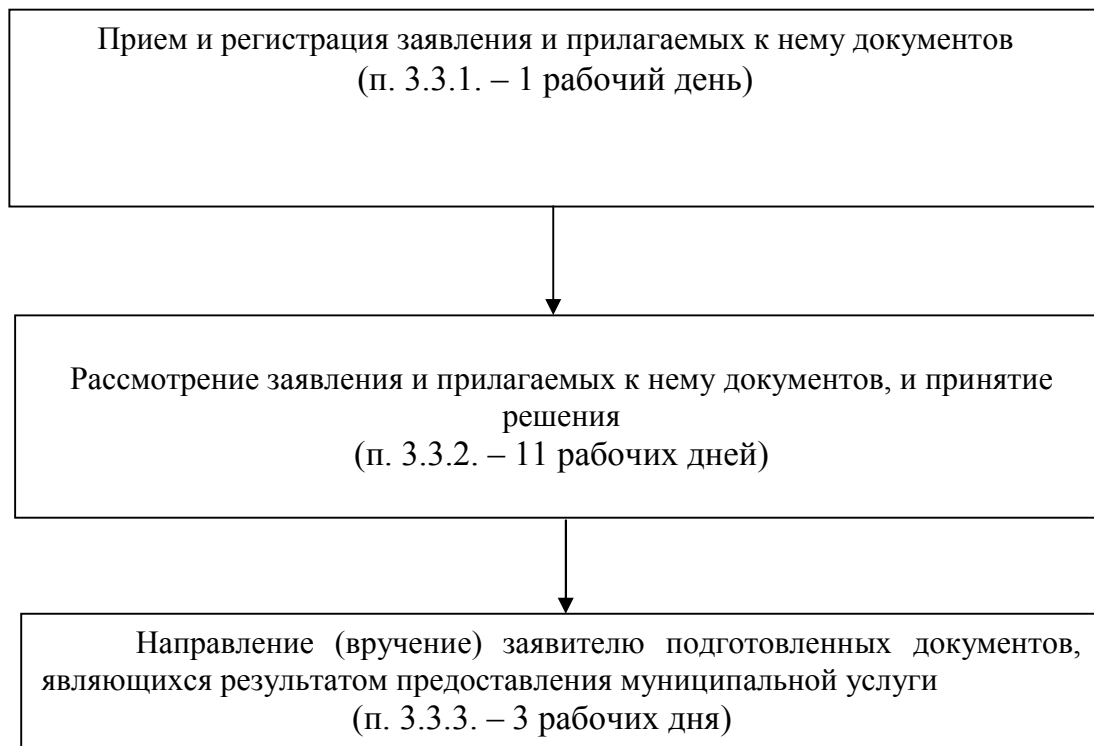 Прием и регистрация заявления и прилагаемых к нему документов
(п. 3.3.1. – 1 рабочий день)
Рассмотрение заявления и прилагаемых к нему документов, и принятие
решения
(п. 3.3.2. – 11 рабочих дней)
Направление (вручение) заявителю подготовленных документов,
являющихся результатом предоставления муниципальной услуги
(п. 3.3.3. – 3 рабочих дня)